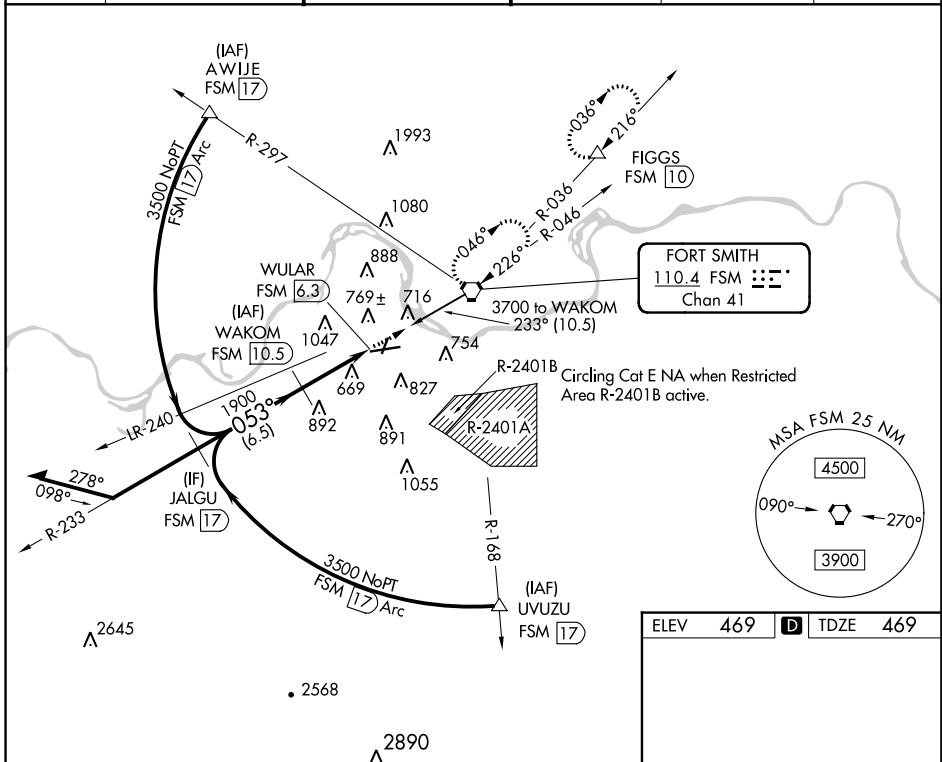 (IAF)
AWIJE
FSM 17
R-297
3500 NoPT
FSM 17 Arc
1993
1080
888
WULAR
FSM 6.3
769±
716
(IAF)
WAKOM
FSM 10.5
1047
036°
216°
FIGGS
FSM 10
R-036
R-046
046°
226°
FORT SMITH
110.4 FSM
Chan 41
3700 to WAKOM
233° (10.5)
754
669
827
R-2401B
Circling Cat E NA when Restricted
Area R-2401B active.
R-2401A
LR-240
1900
053°
(6.5)
892
891
1055
278°
098°
R-233
(IF)
JALGU
FSM 17
R-168
3500 NoPT
FSM 17 Arc
(IAF)
UVUZU
FSM 17
MSA FSM 25 NM
4500
090°
270°
3900
2645
2568
2890
ELEV 469 D TDZE 469